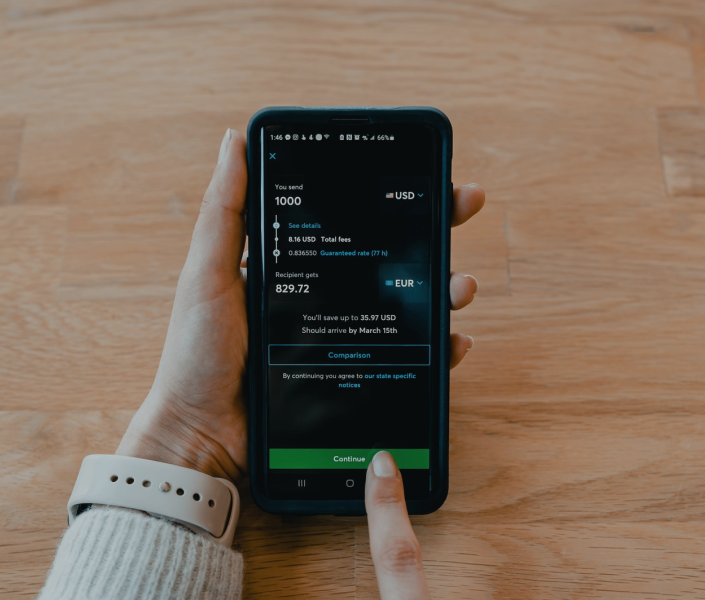 1:46 66%
You send
1000
USD
See details
8.16 USD Total fees
0.836550 Guaranteed rate (77 h)
Recipient gets
829.72
EUR
You'll save up to 35.97 USD
Should arrive by March 15th
Comparison
By continuing you agree to our state specific
notices
Continue